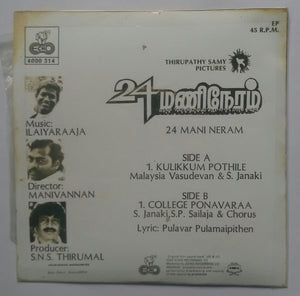 ECHO
4000 514
EP
45 R.P.M.
THIRUPATHY SAMY
PICTURES
24 மணிநேரம்
24 MANI NERAM
Music:
ILAIYARAAJA
Director:
MANIVANNAN
Producer:
S.N.S. THIRUMAL
SIDE A
1. KULIKKUM POTHILE
Malaysia Vasudevan & S. Janaki
SIDE B
1. COLLEGE PONAVARAA
S. Janaki,S.P. Sailaja & Chorus
Lyric: Pulavar Pulamaipithen